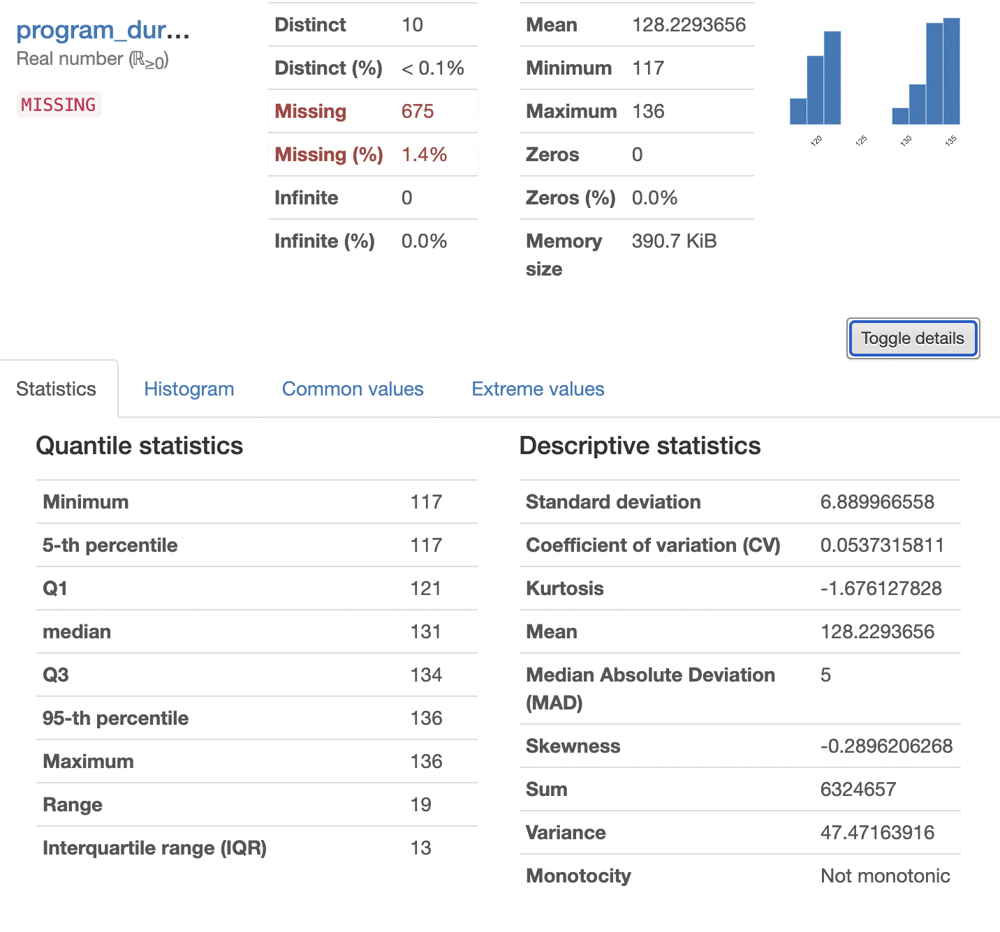 program_dur...
Real number (ℝ≥0)
MISSING
Distinct 10
Distinct (%) < 0.1%
Missing 675
Missing (%) 1.4%
Infinite 0
Infinite (%) 0.0%
Mean 128.2293656
Minimum 117
Maximum 136
Zeros 0
Zeros (%) 0.0%
Memory 390.7 KiB
size
120 125 130 135
Toggle details
Statistics Histogram Common values Extreme values
Quantile statistics
Minimum 117
5-th percentile 117
Q1 121
median 131
Q3 134
95-th percentile 136
Maximum 136
Range 19
Interquartile range (IQR) 13
Descriptive statistics
Standard deviation 6.889966558
Coefficient of variation (CV) 0.0537315811
Kurtosis -1.676127828
Mean 128.2293656
Median Absolute Deviation 5
(MAD)
Skewness -0.2896206268
Sum 6324657
Variance 47.47163916
Monotocity Not monotonic